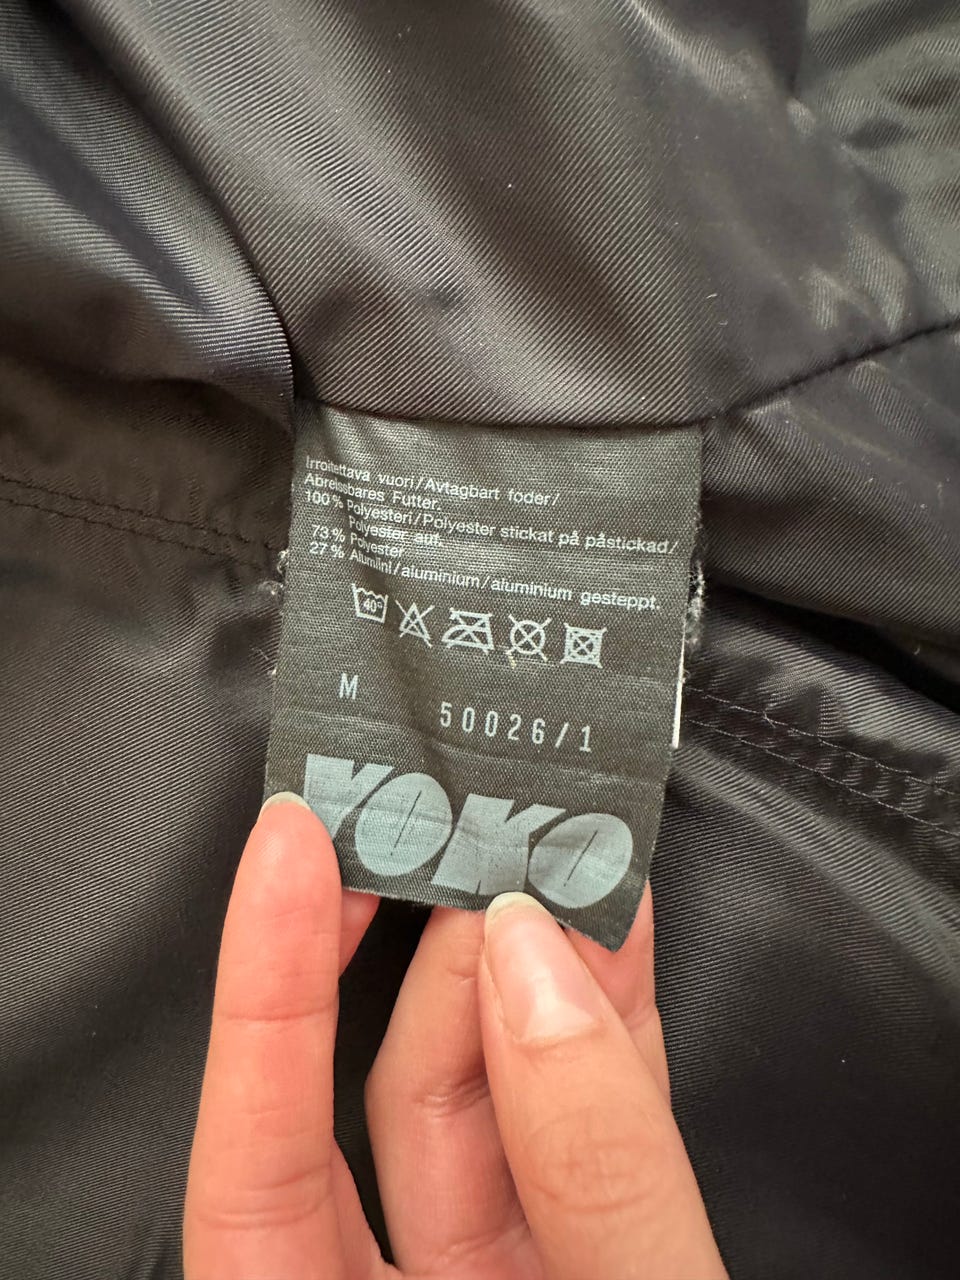 Irroitettava vuori/Avtagbart foder/
Abreissbares Futter.
100% Polyesteri/Polyester stickat på påstickad/
Polyester auf.
73% Polyester
27% Alumiini/aluminium/aluminium gesteppt.
40°
M 50026/1
YOKO